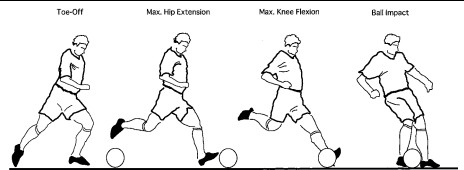 Toe-Off
Max. Hip Extension
Max. Knee Flexion
Ball Impact